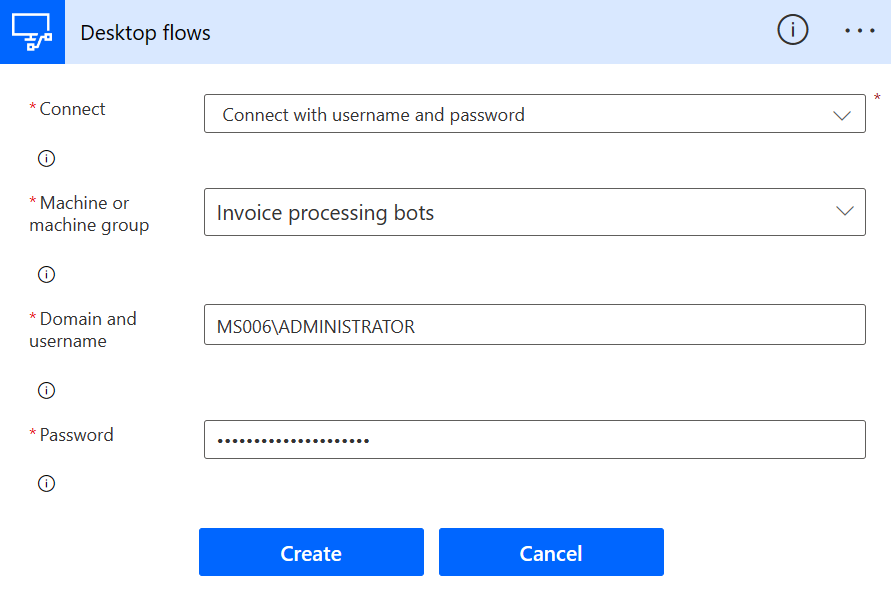 Desktop flows
* Connect
Connect with username and password
*
* Machine or
machine group
Invoice processing bots
* Domain and
username
MS006\ADMINISTRATOR
* Password
•••••••••••••••••••••
Create
Cancel